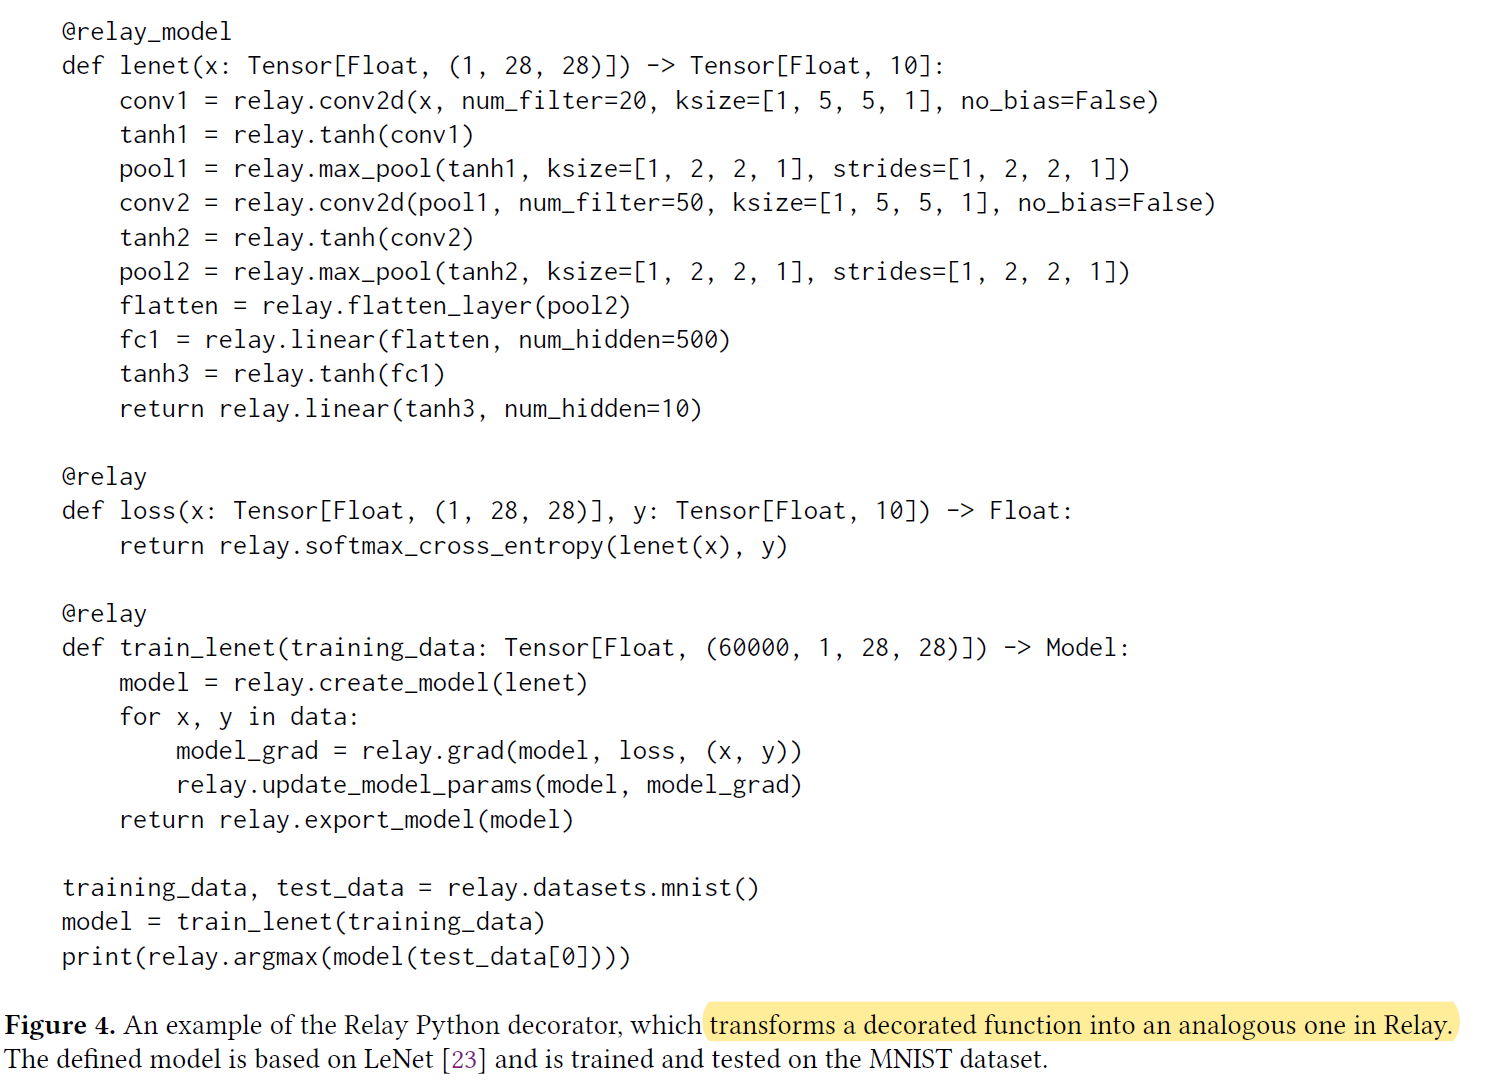 @relay_model
def lenet(x: Tensor[Float, (1, 28, 28)]) -> Tensor[Float, 10]:
    conv1 = relay.conv2d(x, num_filter=20, ksize=[1, 5, 5, 1], no_bias=False)
    tanh1 = relay.tanh(conv1)
    pool1 = relay.max_pool(tanh1, ksize=[1, 2, 2, 1], strides=[1, 2, 2, 1])
    conv2 = relay.conv2d(pool1, num_filter=50, ksize=[1, 5, 5, 1], no_bias=False)
    tanh2 = relay.tanh(conv2)
    pool2 = relay.max_pool(tanh2, ksize=[1, 2, 2, 1], strides=[1, 2, 2, 1])
    flatten = relay.flatten_layer(pool2)
    fc1 = relay.linear(flatten, num_hidden=500)
    tanh3 = relay.tanh(fc1)
    return relay.linear(tanh3, num_hidden=10)

@relay
def loss(x: Tensor[Float, (1, 28, 28)], y: Tensor[Float, 10]) -> Float:
    return relay.softmax_cross_entropy(lenet(x), y)

@relay
def train_lenet(training_data: Tensor[Float, (60000, 1, 28, 28)]) -> Model:
    model = relay.create_model(lenet)
    for x, y in data:
        model_grad = relay.grad(model, loss, (x, y))
        relay.update_model_params(model, model_grad)
    return relay.export_model(model)

training_data, test_data = relay.datasets.mnist()
model = train_lenet(training_data)
print(relay.argmax(model(test_data[0])))

Figure 4. An example of the Relay Python decorator, which transforms a decorated function into an analogous one in Relay.
The defined model is based on LeNet [23] and is trained and tested on the MNIST dataset.